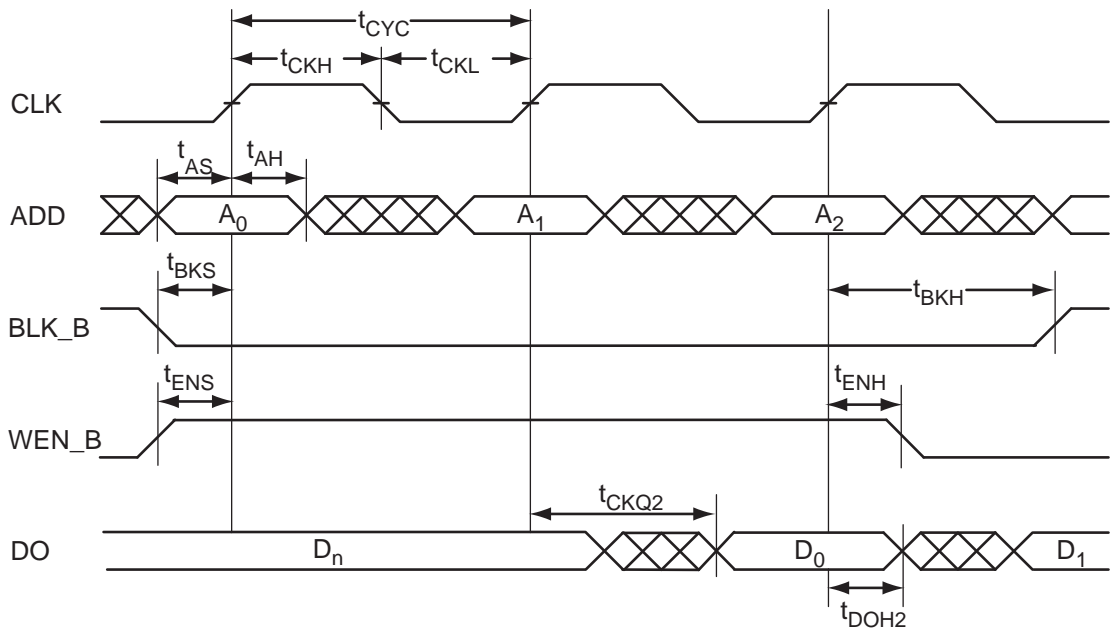 tCYC
tCKH tCKL
CLK
tAS tAH
ADD A0 A1 A2
tBKS tBKH
BLK_B
tENS tENH
WEN_B
tCKQ2
DO Dn D0 D1
tDOH2